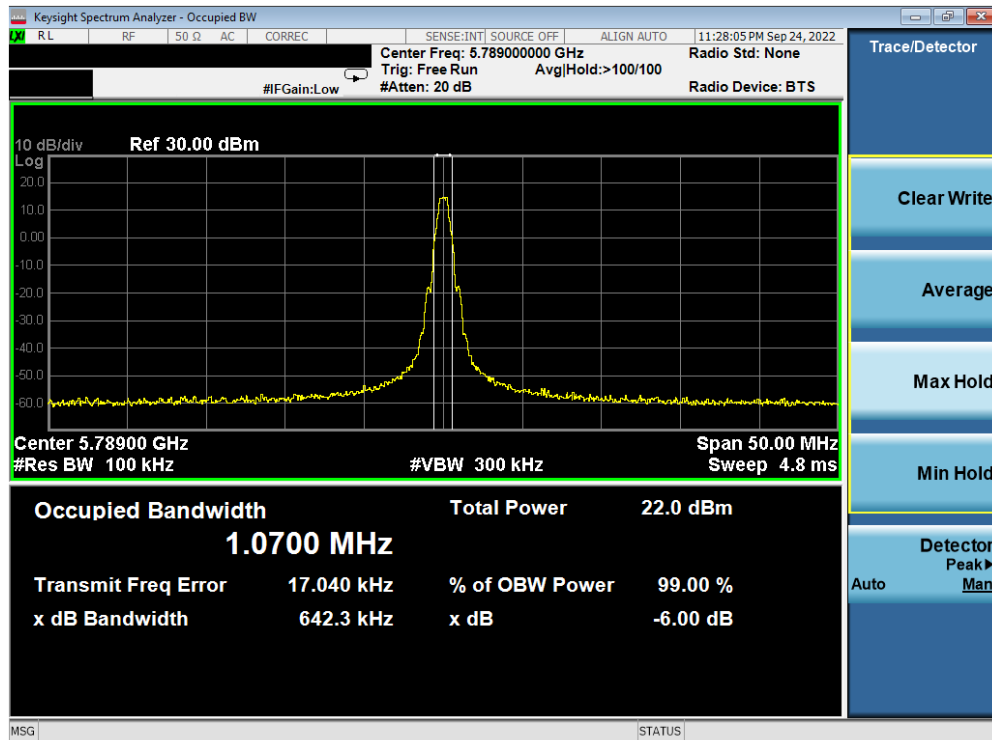 Keysight Spectrum Analyzer - Occupied BW
LXI RL RF 50 Ω AC CORREC SENSE:INT SOURCE OFF ALIGN AUTO 11:28:05 PM Sep 24, 2022
Center Freq: 5.789000000 GHz Radio Std: None
Trig: Free Run Avg|Hold:>100/100
#IFGain:Low #Atten: 20 dB Radio Device: BTS
Trace/Detector
10 dB/div Ref 30.00 dBm
Log
20.0
10.0
0.00
-10.0
-20.0
-30.0
-40.0
-50.0
-60.0
Center 5.78900 GHz Span 50.00 MHz
#Res BW 100 kHz #VBW 300 kHz Sweep 4.8 ms
Occupied Bandwidth Total Power 22.0 dBm
1.0700 MHz
Transmit Freq Error 17.040 kHz % of OBW Power 99.00 %
x dB Bandwidth 642.3 kHz x dB -6.00 dB
Clear Write
Average
Max Hold
Min Hold
Detector
Peak▶
Auto Man
MSG STATUS